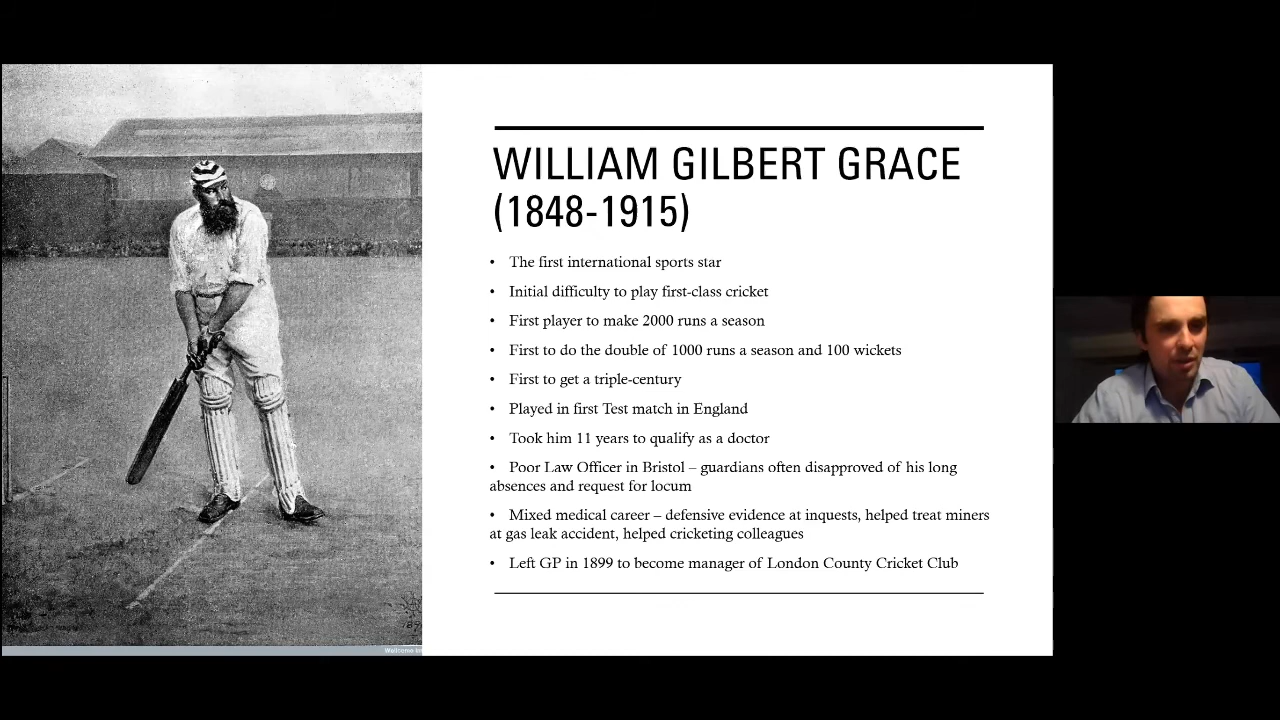 WILLIAM GILBERT GRACE
(1848-1915)
• The first international sports star
• Initial difficulty to play first-class cricket
• First player to make 2000 runs a season
• First to do the double of 1000 runs a season and 100 wickets
• First to get a triple-century
• Played in first Test match in England
• Took him 11 years to qualify as a doctor
• Poor Law Officer in Bristol – guardians often disapproved of his long
absences and request for locum
• Mixed medical career – defensive evidence at inquests, helped treat miners
at gas leak accident, helped cricketing colleagues
• Left GP in 1899 to become manager of London County Cricket Club
Wellcome Im